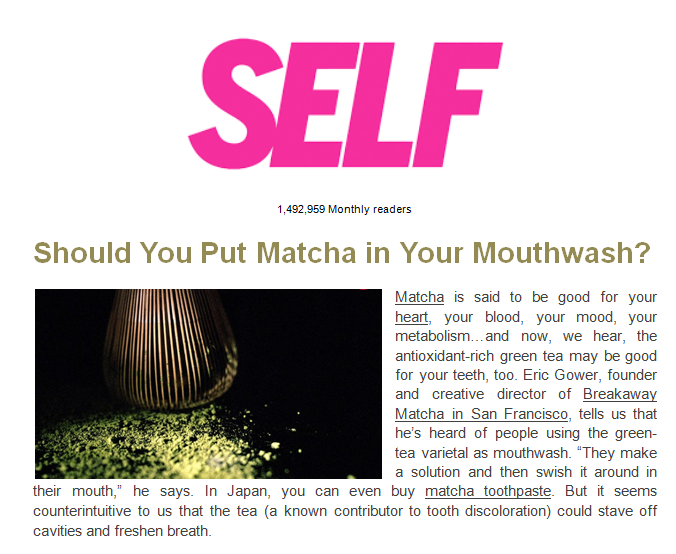 SELF
1,492,959 Monthly readers
Should You Put Matcha in Your Mouthwash?
Matcha is said to be good for your
heart, your blood, your mood, your
metabolism…and now, we hear, the
antioxidant-rich green tea may be good
for your teeth, too. Eric Gower, founder
and creative director of Breakaway
Matcha in San Francisco, tells us that
he’s heard of people using the green-
tea varietal as mouthwash. “They make
a solution and then swish it around in
their mouth,” he says. In Japan, you can even buy matcha toothpaste. But it seems
counterintuitive to us that the tea (a known contributor to tooth discoloration) could stave off
cavities and freshen breath.